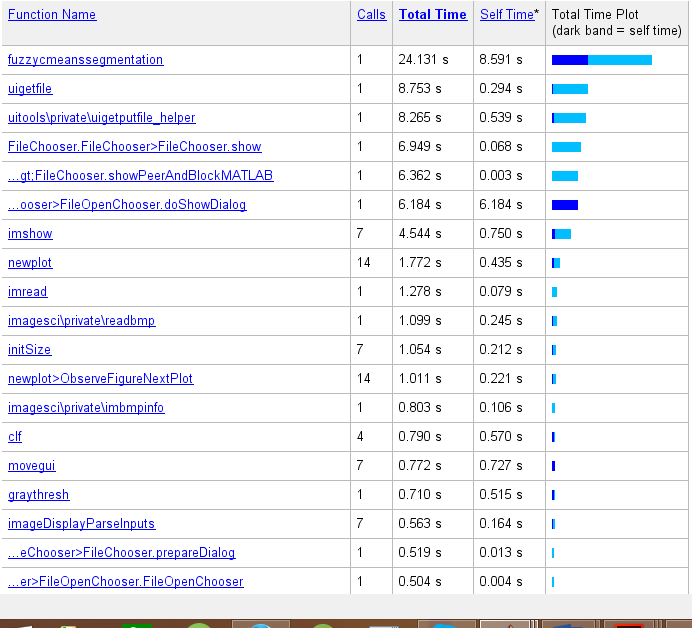 Function Name Calls Total Time Self Time* Total Time Plot
(dark band = self time)
fuzzycmeanssegmentation 1 24.131 s 8.591 s
uigetfile 1 8.753 s 0.294 s
uitools\private\uigetputfile_helper 1 8.265 s 0.539 s
FileChooser.FileChooser>FileChooser.show 1 6.949 s 0.068 s
...gt;FileChooser.showPeerAndBlockMATLAB 1 6.362 s 0.003 s
...ooser>FileOpenChooser.doShowDialog 1 6.184 s 6.184 s
imshow 7 4.544 s 0.750 s
newplot 14 1.772 s 0.435 s
imread 1 1.278 s 0.079 s
imagesci\private\readbmp 1 1.099 s 0.245 s
initSize 7 1.054 s 0.212 s
newplot>ObserveFigureNextPlot 14 1.011 s 0.221 s
imagesci\private\imbmpinfo 1 0.803 s 0.106 s
clf 4 0.790 s 0.570 s
movegui 7 0.772 s 0.727 s
graythresh 1 0.710 s 0.515 s
imageDisplayParseInputs 7 0.563 s 0.164 s
...eChooser>FileChooser.prepareDialog 1 0.519 s 0.013 s
...er>FileOpenChooser.FileOpenChooser 1 0.504 s 0.004 s